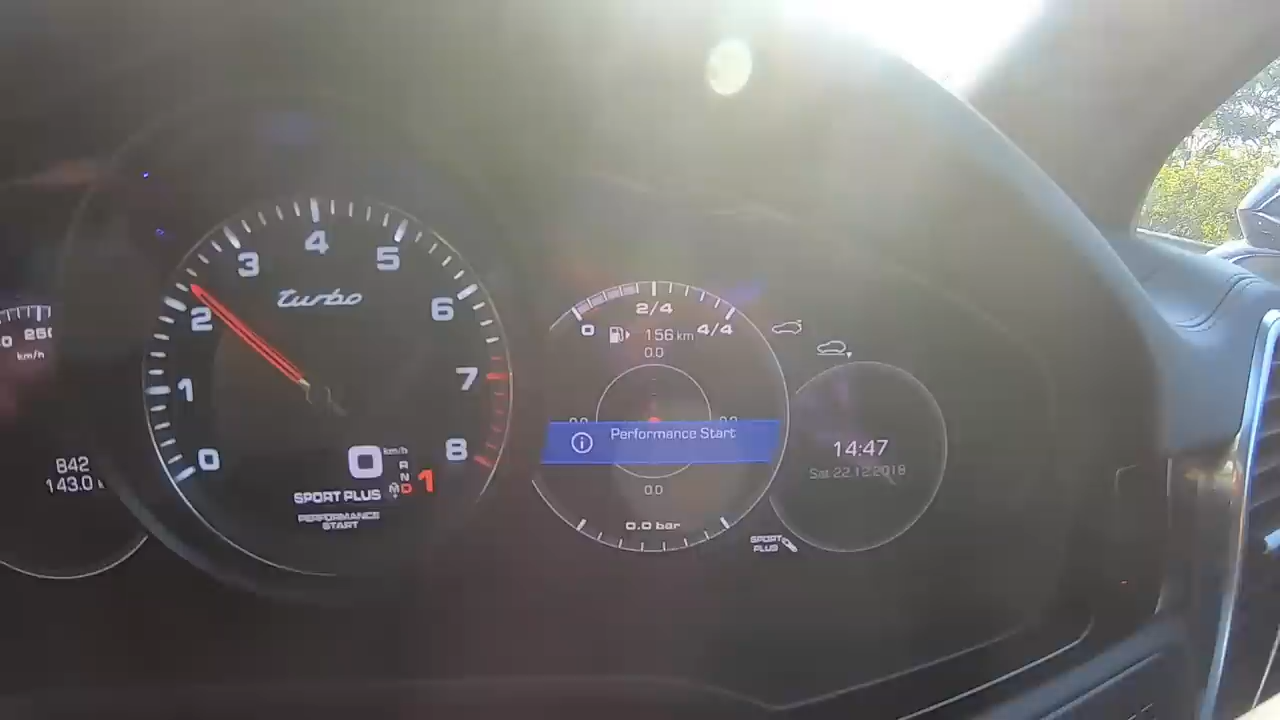 250
km/h
842
143.0
0
1
2
3
4
5
6
7
8
turbo
0
km/h
R
N
D
M
1
SPORT PLUS
PERFORMANCE
START
0
2/4
4/4
156 km
0.0
Performance Start
0.0
0.0 bar
14:47
Sat 22.12.2018
SPORT
PLUS